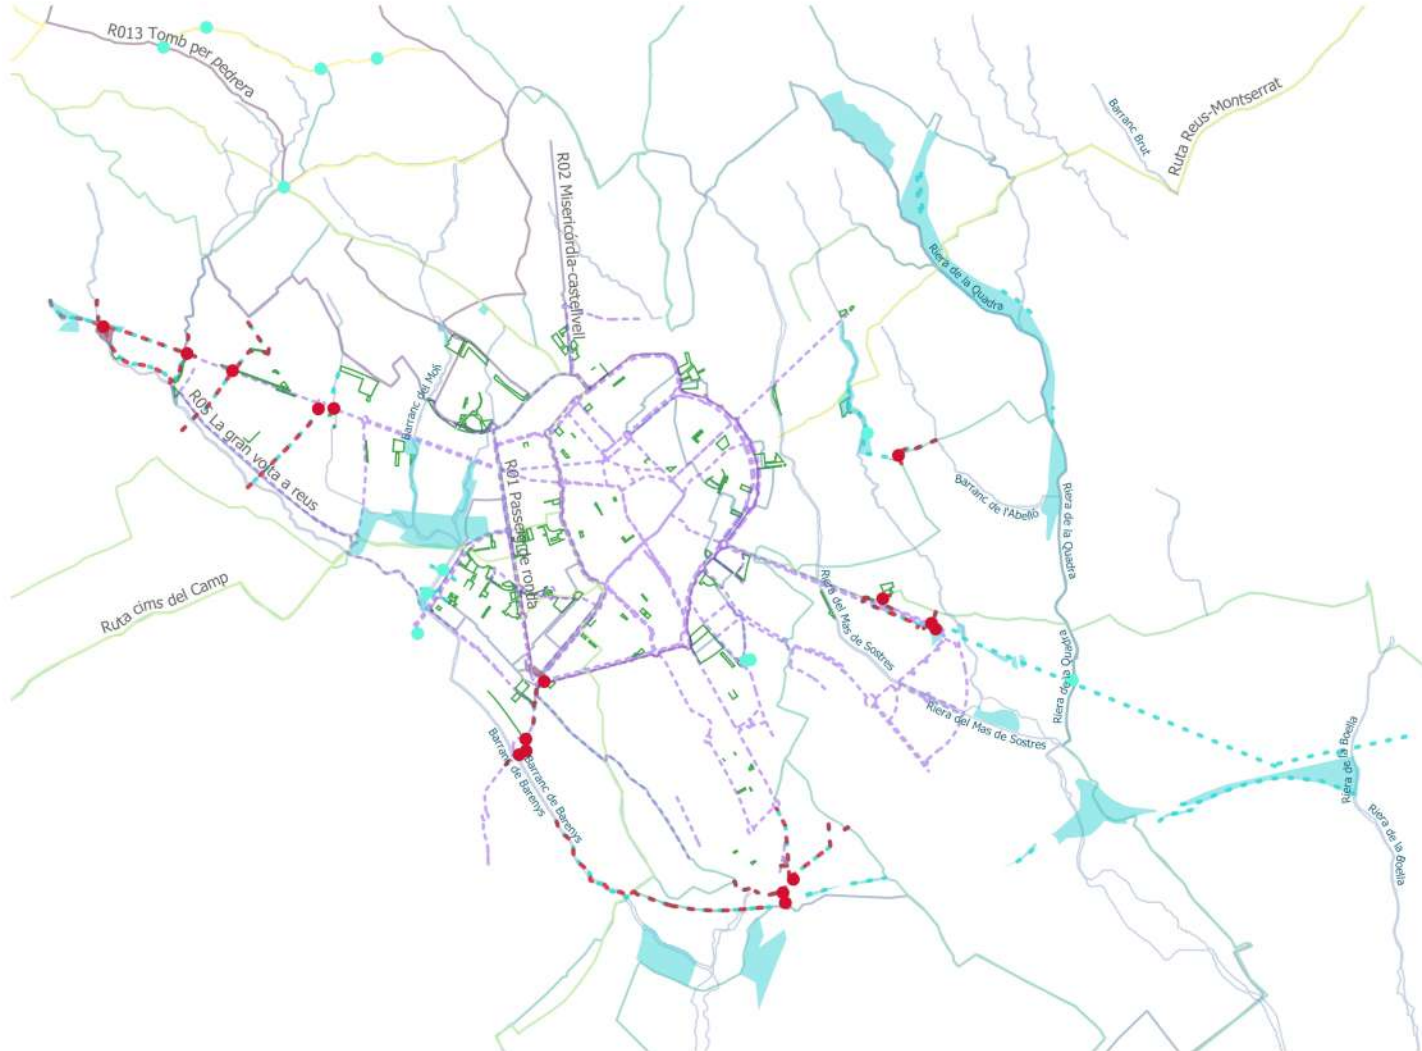 R013 Tomb per pedrera
Ruta Reus-Montserrat
Barranc Brut
R02 Misericòrdia-castellvell
Riera de la Quadra
Barranc del Molí
R05 La gran volta a reus
R01 Passeig de ronda
Barranc de l'Abelló
Riera de la Quadra
Ruta cims del Camp
Riera del Mas de Sostres
Riera de la Quadra
Riera del Mas de Sostres
Riera de la Boella
Barranc de Barenys
Barranc de Barenys
Riera de la Boella